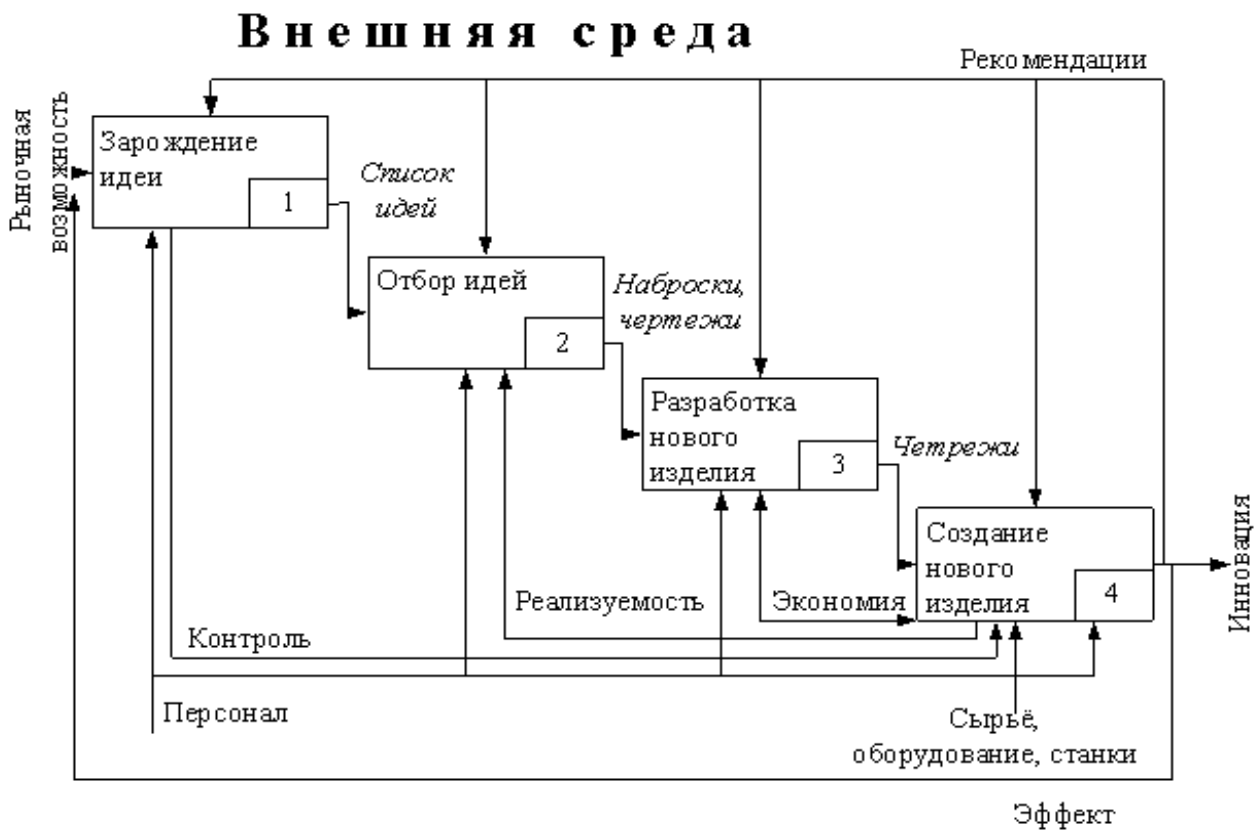 Внешняя среда
Рекомендации
Рыночная
возможность
Зарождение
идеи
1
Список
идей
Отбор идей
2
Наброски,
чертежи
Разработка
нового
изделия
3
Четрежи
Создание
нового
изделия
4
Инновация
Реализуемость
Экономия
Контроль
Персонал
Сырьё,
оборудование, станки
Эффект